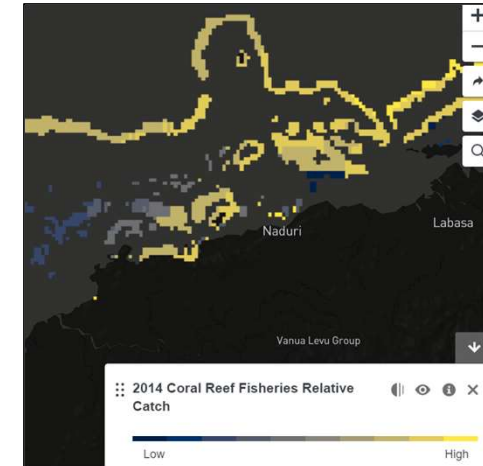 Naduri
Labasa
Vanua Levu Group
2014 Coral Reef Fisheries Relative
Catch
Low
High